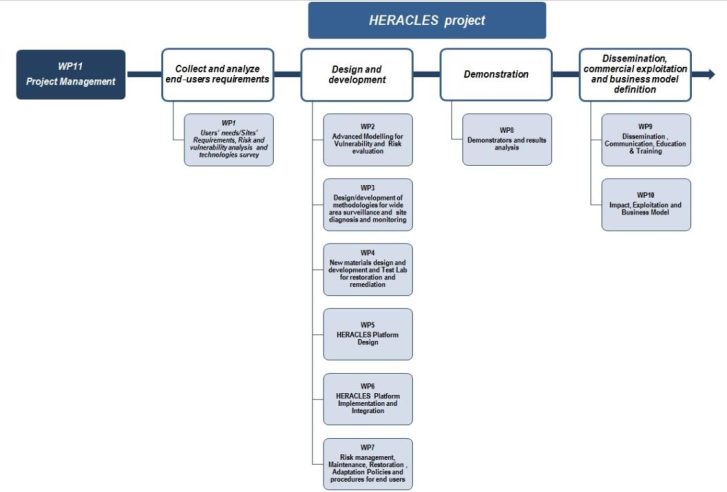 HERACLES project
WP11
Project Management
Collect and analyze
end-users requirements
Design and
development
Demonstration
Dissemination,
commercial exploitation
and business model
definition
WP1
Users' needs/Sites'
Requirements, Risk and
vulnerability analysis and
technologies survey
WP2
Advanced Modelling for
Vulnerability and Risk
evaluation
WP3
Design/development of
methodologies for wide
area surveillance and site
diagnosis and monitoring
WP4
New materials design and
development and Test Lab
for restoration and
remediation
WP5
HERACLES Platform
Design
WP6
HERACLES Platform
Implementation and
Integration
WP7
Risk management,
Maintenance, Restoration ,
Adaptation Policies and
procedures for end users
WP8
Demonstrators and results
analysis
WP9
Dissemination ,
Communication, Education
& Training
WP10
Impact, Exploitation and
Business Model